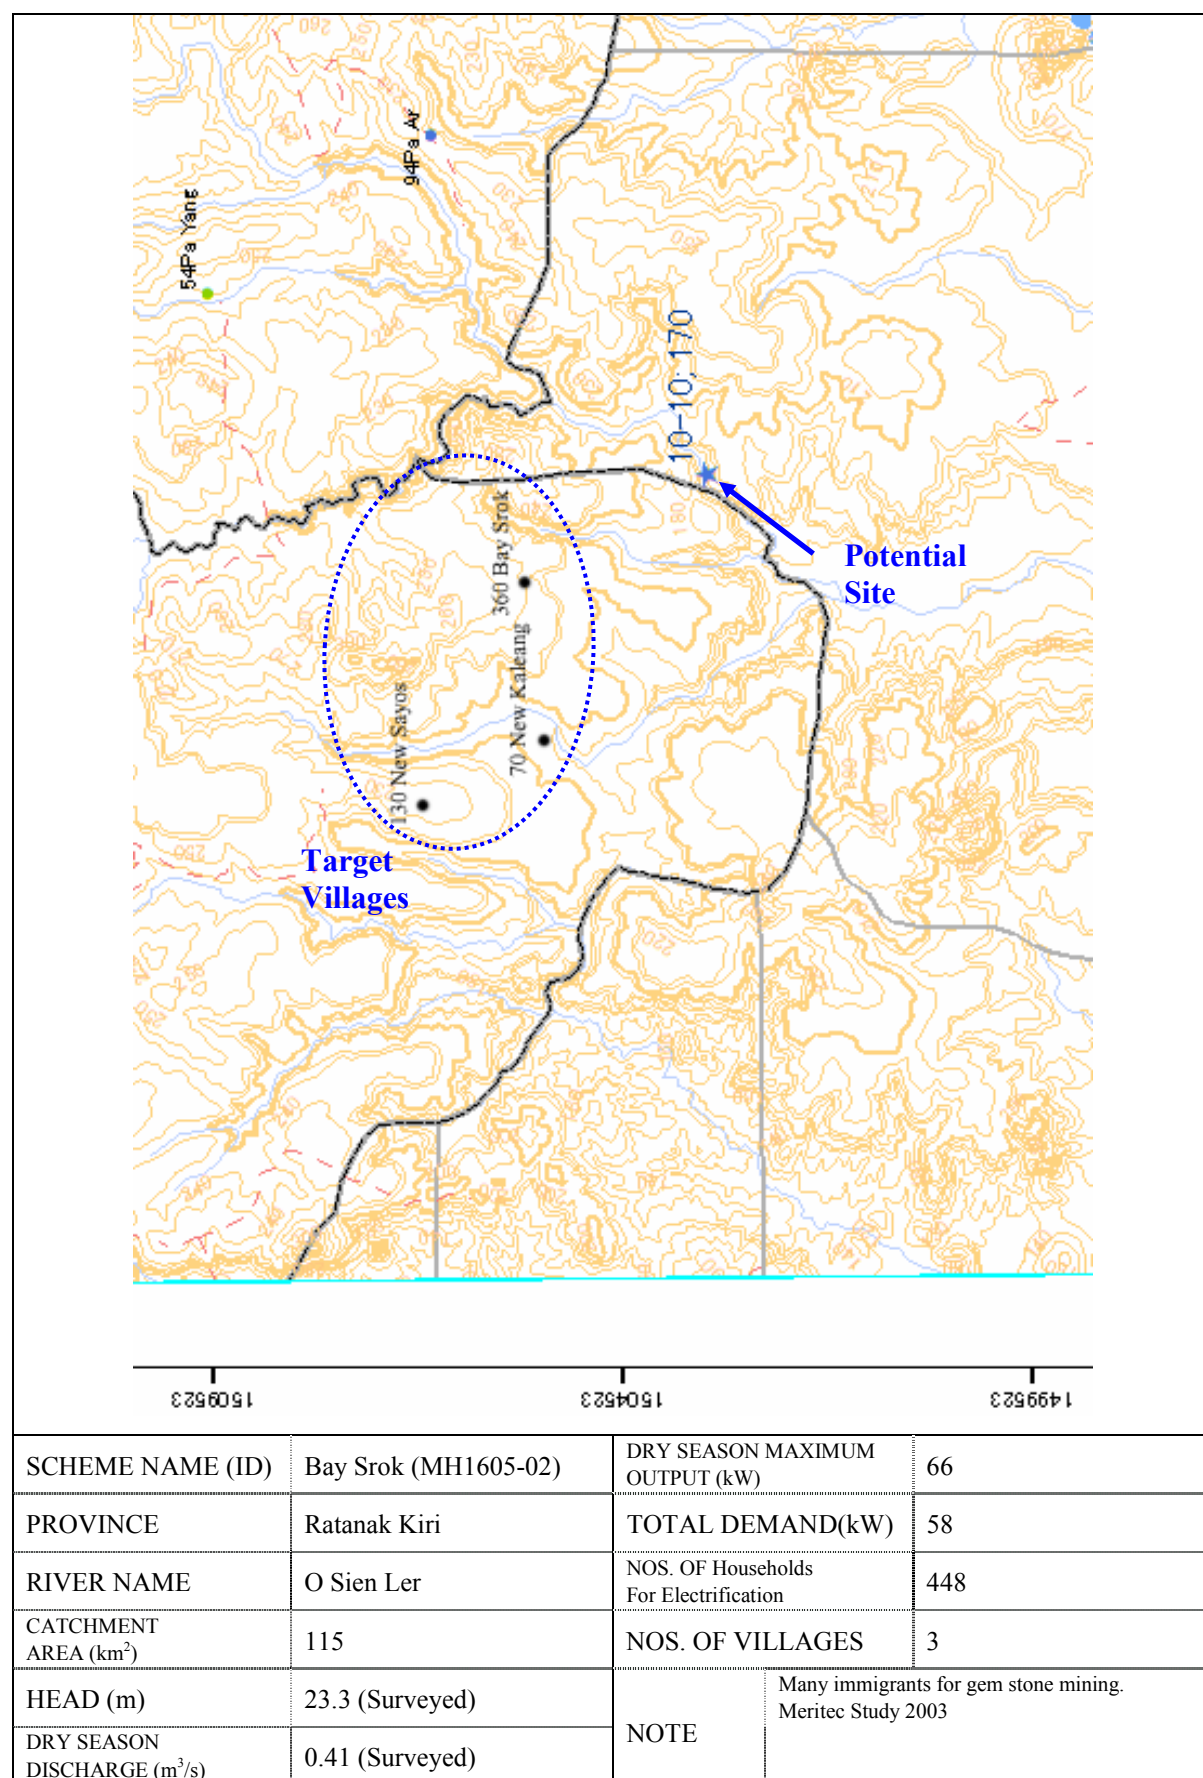 54Pa Yang
94Pa Ar
10-10; 170
360 Bay Srok
70 New Kaleang
130 New Sayos
Potential
Site
Target
Villages
1509523
1504523
1499523
SCHEME NAME (ID)
Bay Srok (MH1605-02)
DRY SEASON MAXIMUM
OUTPUT (kW)
66
PROVINCE
Ratanak Kiri
TOTAL DEMAND(kW)
58
RIVER NAME
O Sien Ler
NOS. OF Households
For Electrification
448
CATCHMENT
AREA (km²)
115
NOS. OF VILLAGES
3
HEAD (m)
23.3 (Surveyed)
NOTE
Many immigrants for gem stone mining.
Meritec Study 2003
DRY SEASON
DISCHARGE (m³/s)
0.41 (Surveyed)